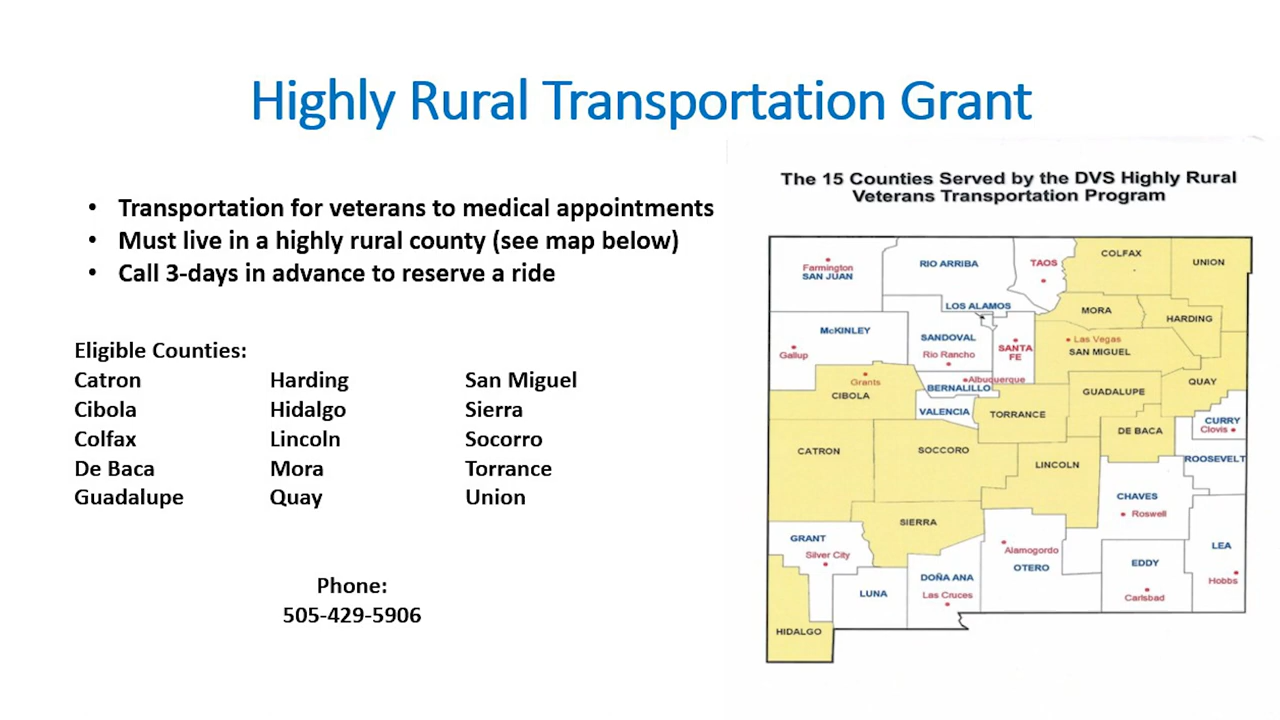 Highly Rural Transportation Grant
• Transportation for veterans to medical appointments
• Must live in a highly rural county (see map below)
• Call 3-days in advance to reserve a ride
Eligible Counties:
Catron Harding San Miguel
Cibola Hidalgo Sierra
Colfax Lincoln Socorro
De Baca Mora Torrance
Guadalupe Quay Union
Phone:
505-429-5906
The 15 Counties Served by the DVS Highly Rural
Veterans Transportation Program
COLFAX
UNION
RIO ARRIBA
TAOS
Farmington
SAN JUAN
LOS ALAMOS
MORA
HARDING
McKINLEY
SANDOVAL
Las Vegas
SANTA
FE
SAN MIGUEL
Gallup
Rio Rancho
Grants
Albuquerque
QUAY
BERNALILLO
CIBOLA
GUADALUPE
VALENCIA
TORRANCE
CURRY
Clovis
DE BACA
CATRON
SOCCORO
ROOSEVELT
LINCOLN
CHAVES
Roswell
SIERRA
GRANT
Silver City
Alamogordo
OTERO
LEA
EDDY
DOÑA ANA
Hobbs
LUNA
Las Cruces
Carlsbad
HIDALGO